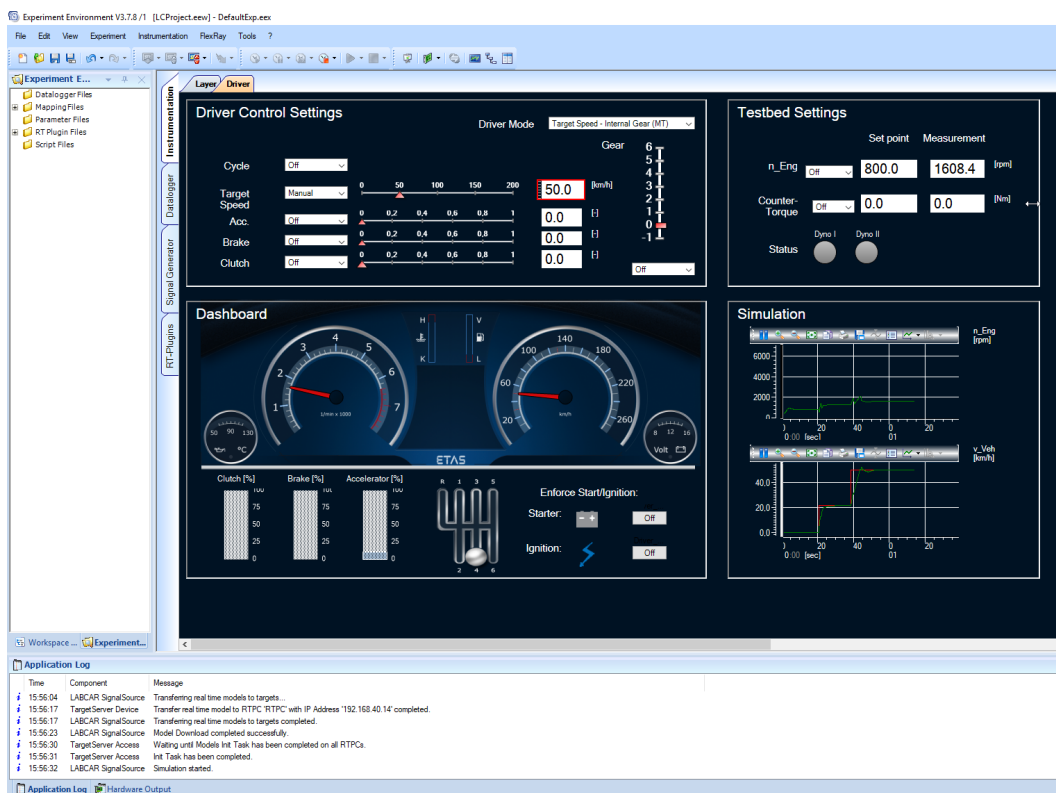 Experiment Environment V3.7.8 /1 [LCProject.eew] - DefaultExp.eex
File Edit View Experiment Instrumentation FlexRay Tools ?
Experiment E...
Datalogger Files
Mapping Files
Parameter Files
RT Plugin Files
Script Files
Workspace ... Experiment...
Instrumentation
Datalogger
Signal Generator
RT-Plugins
Layer Driver
Driver Control Settings
Driver Mode Target Speed - Internal Gear (MT)
Gear
6
5
4
3
2
1
0
-1
Off
Cycle Off
Target Speed Manual 0 50 100 150 200 50.0 [km/h]
Acc. Off 0 0,2 0,4 0,6 0,8 1 0.0 [-]
Brake Off 0 0,2 0,4 0,6 0,8 1 0.0 [-]
Clutch Off 0 0,2 0,4 0,6 0,8 1 0.0 [-]
Testbed Settings
Set point Measurement
n_Eng Off 800.0 1608.4 [rpm]
Counter-Torque Off 0.0 0.0 [Nm]
Dyno I Dyno II
Status
Dashboard
1 2 3 4 5 6 7
1/min x 1000
H V
K L
20 60 100 140 180 220 260
km/h
50 90 130
°C
8 12 16
Volt
ETAS
Clutch [%] Brake [%] Accelerator [%]
100 100 100
75 75 75
50 50 50
25 25 25
0 0 0
R 1 3 5
2 4 6
Enforce Start/Ignition:
Starter: Off
Ignition: Off
Simulation
n_Eng
[rpm]
6000
4000
2000
0
0 20 40 0 20
0:00 [sec] 01
v_Veh
[km/h]
40.0
20.0
0.0
0 20 40 0 20
0:00 [sec] 01
Application Log
Time Component Message
15:56:04 LABCAR SignalSource Transferring real time models to targets...
15:56:17 TargetServer Device Transfer real time model to RTPC 'RTPC' with IP Address '192.168.40.14' completed.
15:56:17 LABCAR SignalSource Transferring real time models to targets completed.
15:56:23 LABCAR SignalSource Model Download completed successfully.
15:56:30 TargetServer Access Waiting until Models Init Task has been completed on all RTPCs.
15:56:31 TargetServer Access Init Task has been completed.
15:56:32 LABCAR SignalSource Simulation started.
Application Log Hardware Output